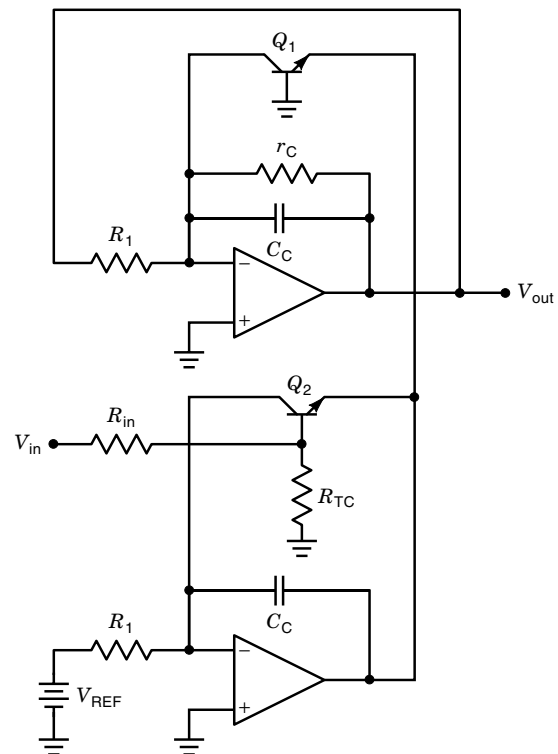 Q1
rC
R1
CC
−
+
Vout
Q2
Rin
Vin
RTC
CC
R1
−
+
VREF